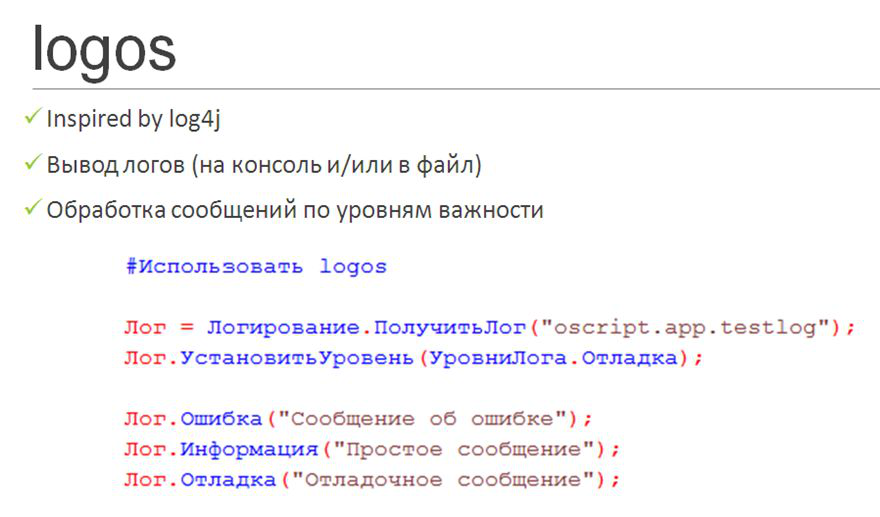 logos
Inspired by log4j
Вывод логов (на консоль и/или в файл)
Обработка сообщений по уровням важности
#Использовать logos
Лог = Логирование.ПолучитьЛог("oscript.app.testlog");
Лог.УстановитьУровень(УровниЛога.Отладка);
Лог.Ошибка("Сообщение об ошибке");
Лог.Информация("Простое сообщение");
Лог.Отладка("Отладочное сообщение");